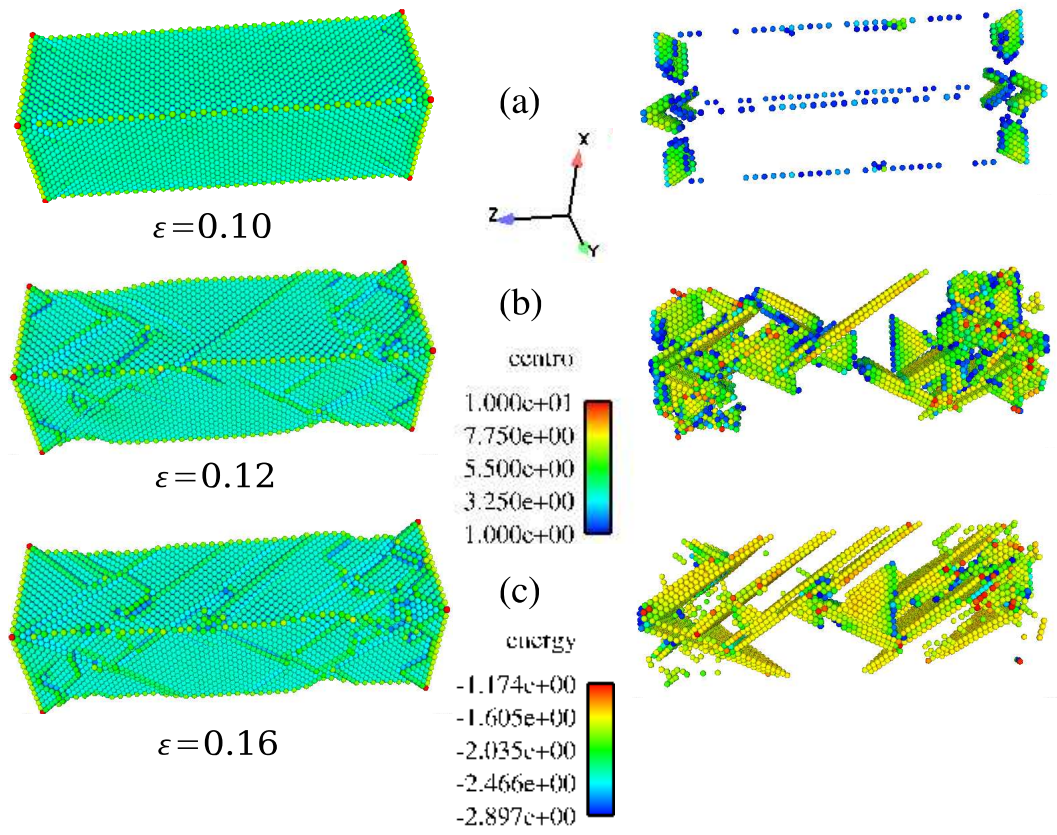 (a)
X
Z
Y
ε=0.10
(b)
centro
1.000e+01
7.750e+00
5.500e+00
3.250e+00
1.000e+00
ε=0.12
(c)
energy
-1.174e+00
-1.605e+00
-2.035e+00
-2.466e+00
-2.897e+00
ε=0.16